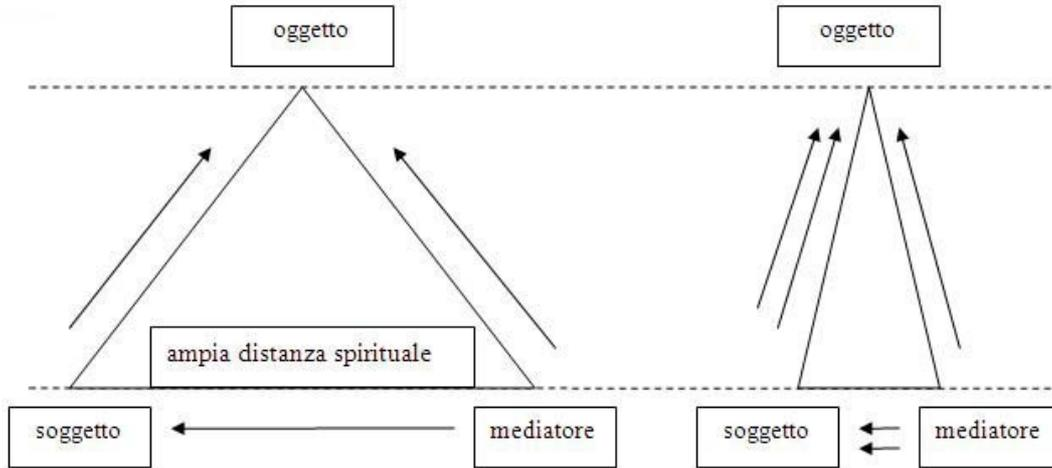 oggetto
oggetto
ampia distanza spirituale
soggetto
mediatore
soggetto
mediatore